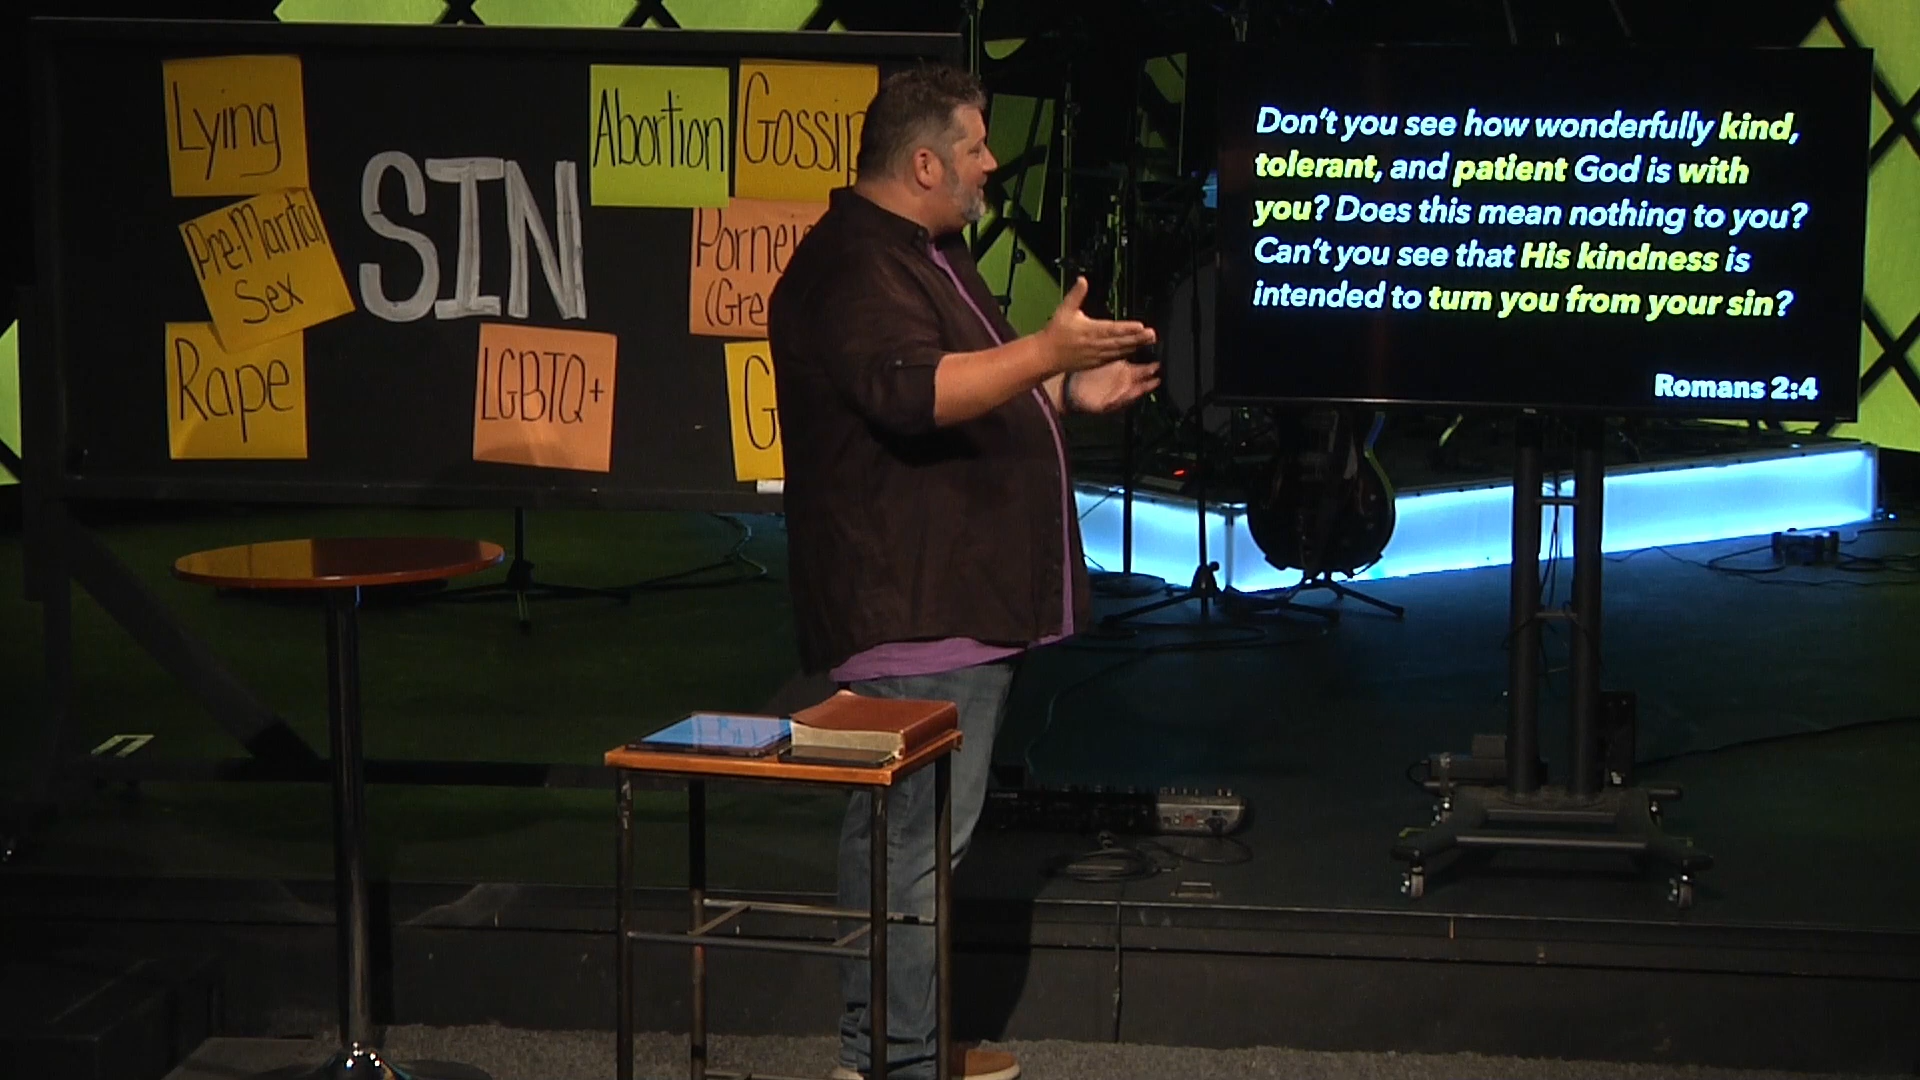 Lying
Pre-Marital
Sex
Rape
SIN
LGBTQ+
Abortion
Gossip
(Gre
G
Don't you see how wonderfully kind,
tolerant, and patient God is with
you? Does this mean nothing to you?
Can't you see that His kindness is
intended to turn you from your sin?
Romans 2:4